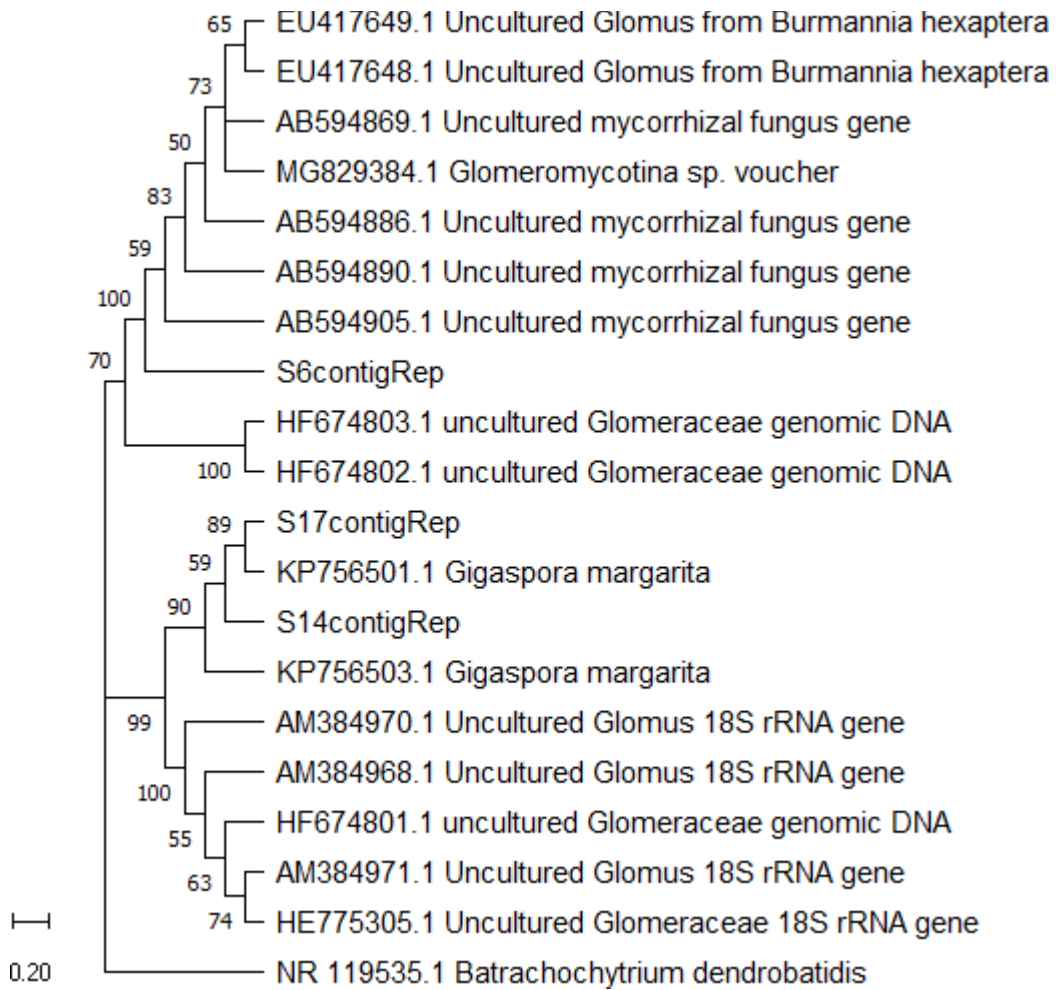 65
EU417649.1 Uncultured Glomus from Burmannia hexaptera
EU417648.1 Uncultured Glomus from Burmannia hexaptera
73
AB594869.1 Uncultured mycorrhizal fungus gene
50
MG829384.1 Glomeromycotina sp. voucher
83
AB594886.1 Uncultured mycorrhizal fungus gene
59
AB594890.1 Uncultured mycorrhizal fungus gene
100
AB594905.1 Uncultured mycorrhizal fungus gene
70
S6contigRep
HF674803.1 uncultured Glomeraceae genomic DNA
100
HF674802.1 uncultured Glomeraceae genomic DNA
89
S17contigRep
59
KP756501.1 Gigaspora margarita
90
S14contigRep
KP756503.1 Gigaspora margarita
99
AM384970.1 Uncultured Glomus 18S rRNA gene
AM384968.1 Uncultured Glomus 18S rRNA gene
100
HF674801.1 uncultured Glomeraceae genomic DNA
55
AM384971.1 Uncultured Glomus 18S rRNA gene
63
74
HE775305.1 Uncultured Glomeraceae 18S rRNA gene
NR 119535.1 Batrachochytrium dendrobatidis
0.20